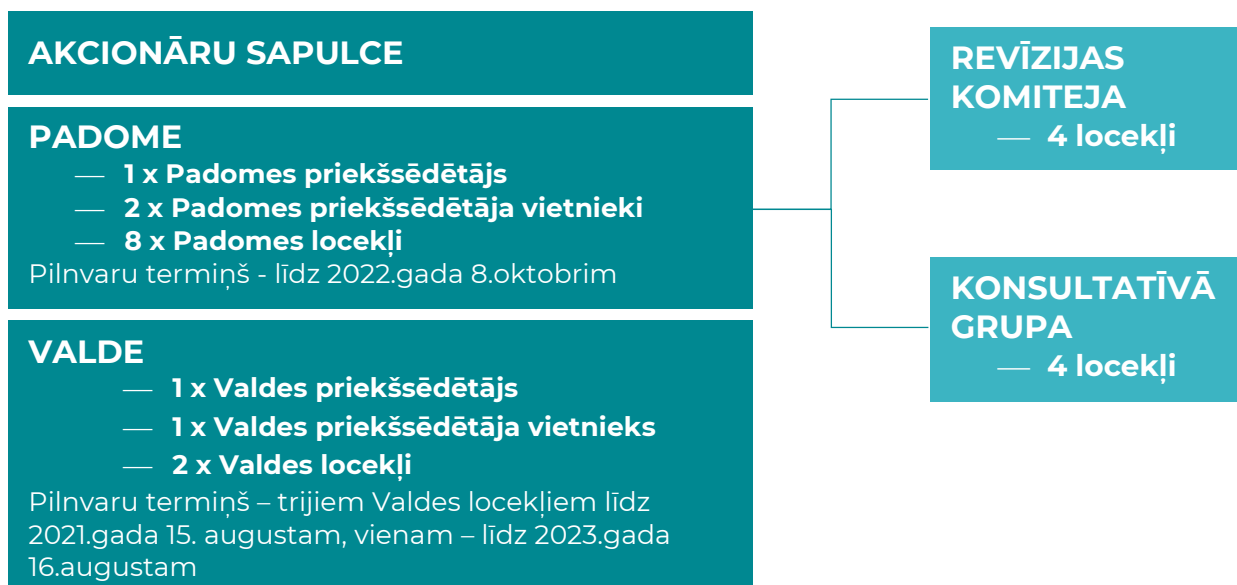 AKCIONĀRU SAPULCE
PADOME
— 1 x Padomes priekšsēdētājs
— 2 x Padomes priekšsēdētāja vietnieki
— 8 x Padomes locekļi
Pilnvaru termiņš - līdz 2022.gada 8.oktobrim
VALDE
— 1 x Valdes priekšsēdētājs
— 1 x Valdes priekšsēdētāja vietnieks
— 2 x Valdes locekļi
Pilnvaru termiņš – trijiem Valdes locekļiem līdz
2021.gada 15. augustam, vienam – līdz 2023.gada
16.augustam
REVĪZIJAS
KOMITEJA
— 4 locekļi
KONSULTATĪVĀ
GRUPA
— 4 locekļi